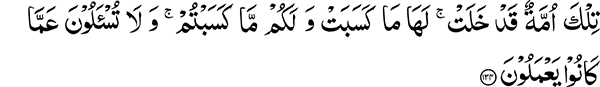 تِلْكَ اُمَّةٌ قَدْ خَلَتْ ۚ لَهَا مَا كَسَبَتْ وَ لَكُمْ مَّا كَسَبْتُمْ ۚ وَ لَا تُسْـَٔلُوْنَ عَمَّا
كَانُوْا يَعْمَلُوْنَ ۝۱۳۴